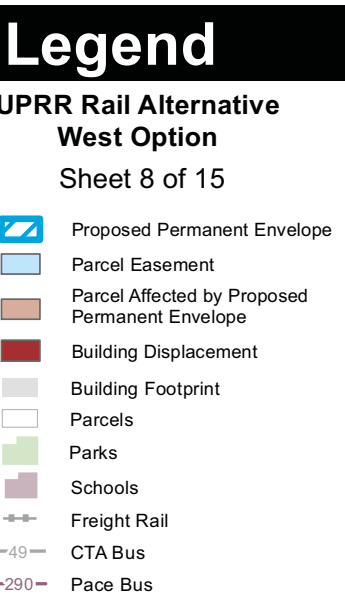 Legend
UPRR Rail Alternative
West Option
Sheet 8 of 15
Proposed Permanent Envelope
Parcel Easement
Parcel Affected by Proposed
Permanent Envelope
Building Displacement
Building Footprint
Parcels
Parks
Schools
Freight Rail
49 CTA Bus
290 Pace Bus